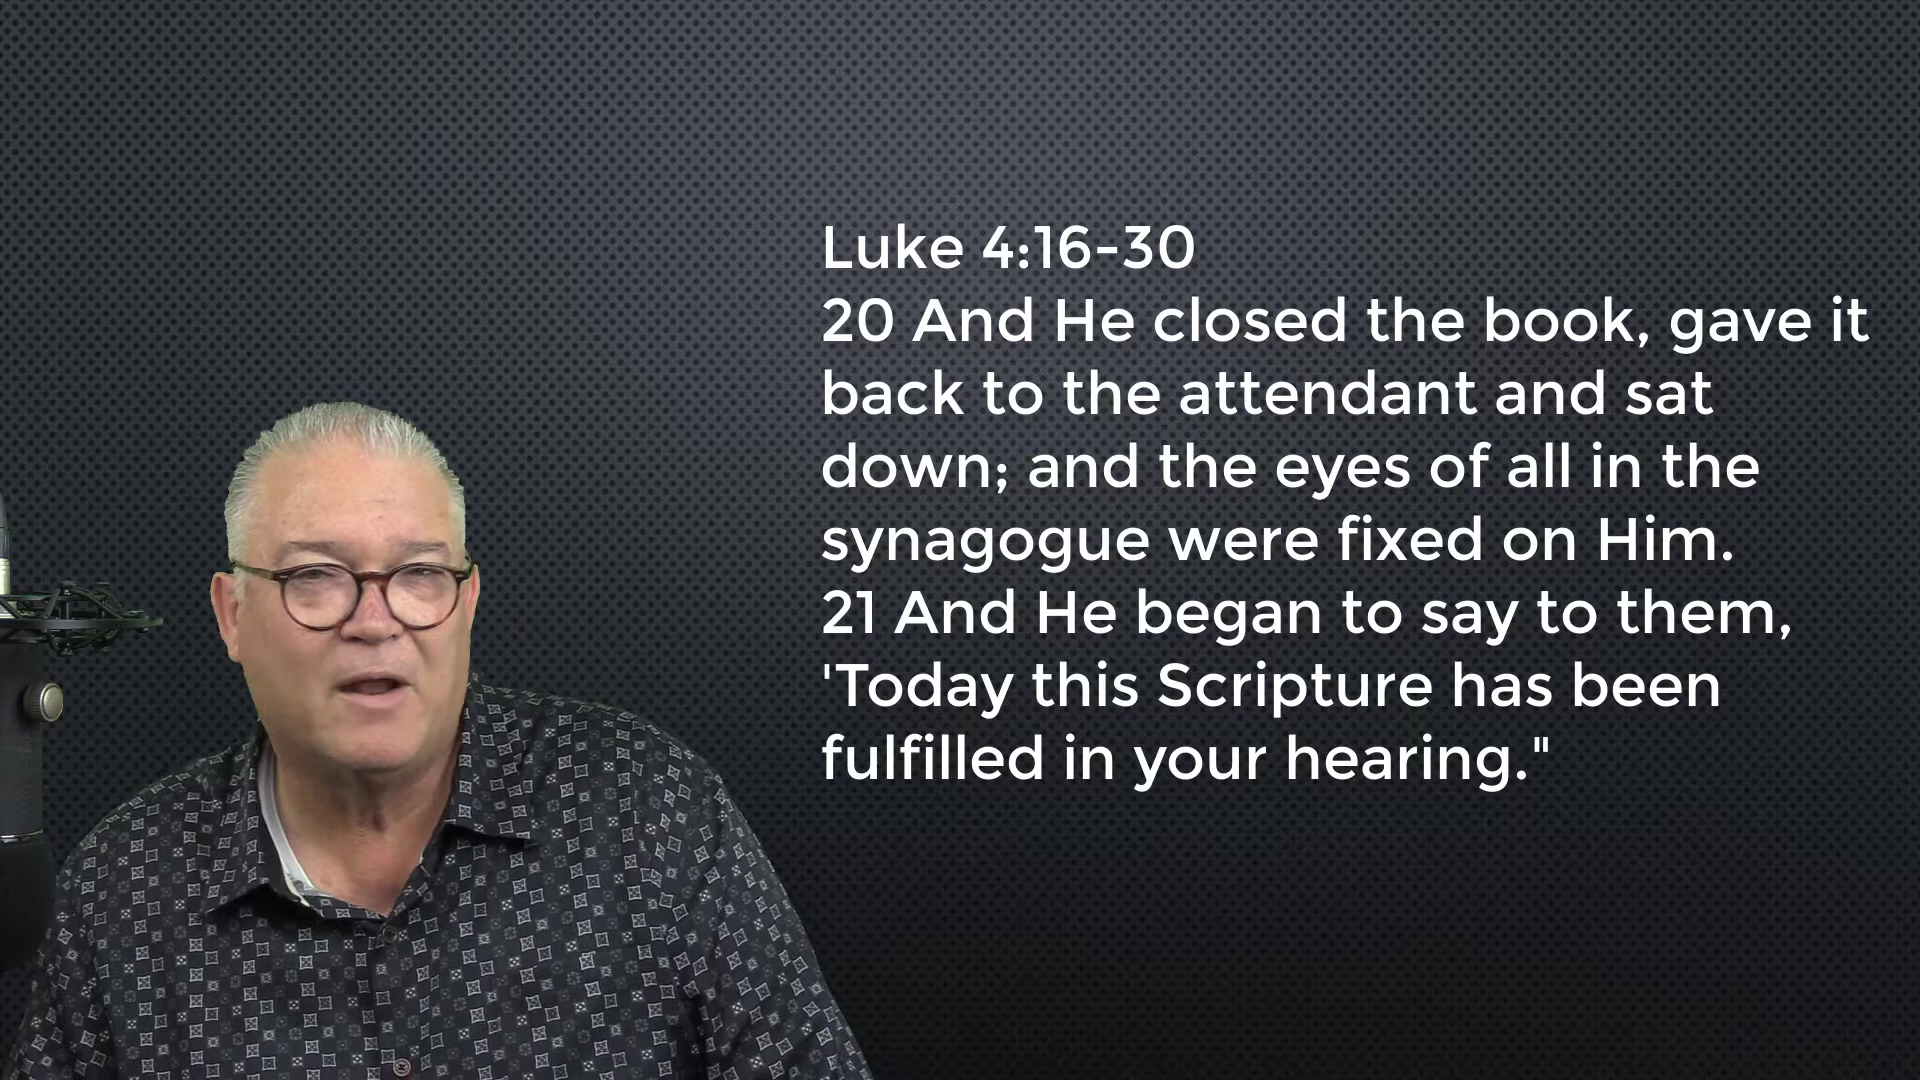 Luke 4:16-30
20 And He closed the book, gave it
back to the attendant and sat
down; and the eyes of all in the
synagogue were fixed on Him.
21 And He began to say to them,
'Today this Scripture has been
fulfilled in your hearing."